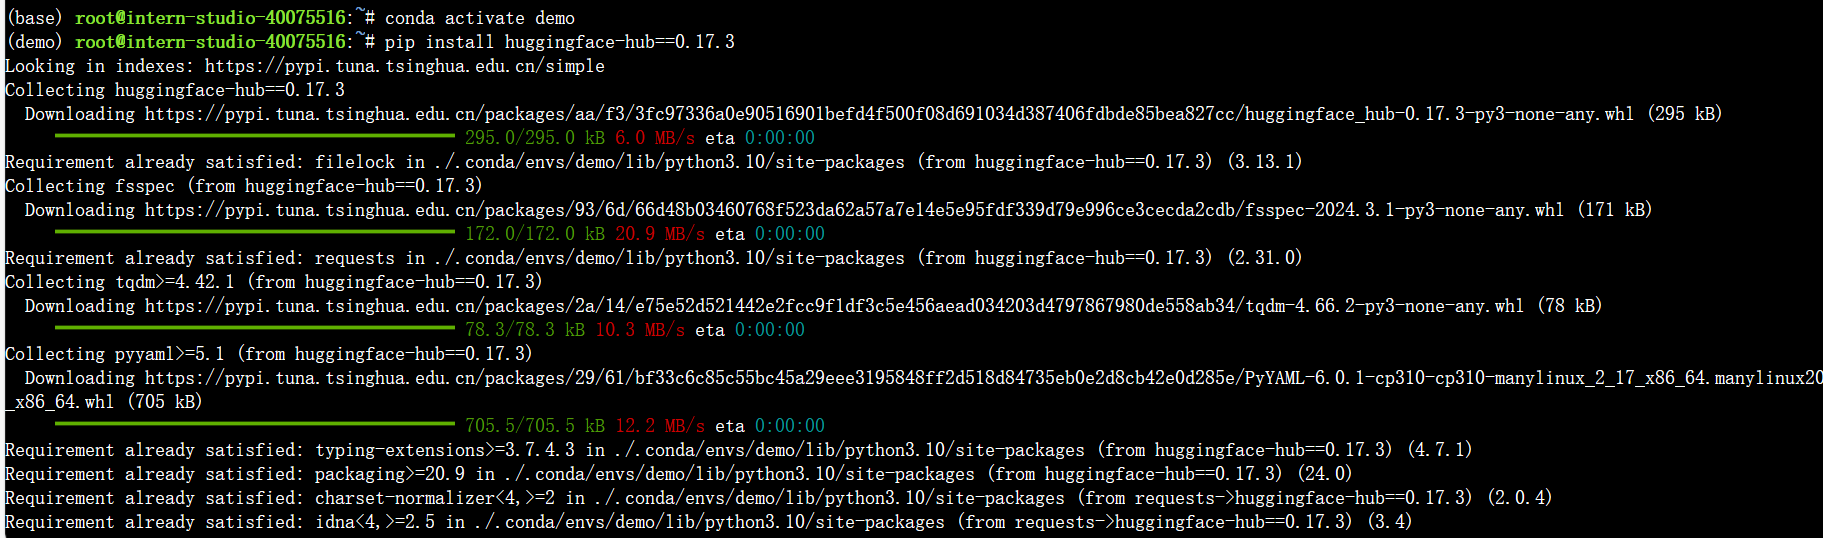 (base) root@intern-studio-40075516:~# conda activate demo
(demo) root@intern-studio-40075516:~# pip install huggingface-hub==0.17.3
Looking in indexes: https://pypi.tuna.tsinghua.edu.cn/simple
Collecting huggingface-hub==0.17.3
  Downloading https://pypi.tuna.tsinghua.edu.cn/packages/aa/f3/3fc97336a0e90516901befd4f500f08d691034d387406fdbde85bea827cc/huggingface_hub-0.17.3-py3-none-any.whl (295 kB)
295.0/295.0 kB 6.0 MB/s eta 0:00:00
Requirement already satisfied: filelock in ./.conda/envs/demo/lib/python3.10/site-packages (from huggingface-hub==0.17.3) (3.13.1)
Collecting fsspec (from huggingface-hub==0.17.3)
  Downloading https://pypi.tuna.tsinghua.edu.cn/packages/93/6d/66d48b03460768f523da62a57a7e14e5e95fdf339d79e996ce3cecda2cdb/fsspec-2024.3.1-py3-none-any.whl (171 kB)
172.0/172.0 kB 20.9 MB/s eta 0:00:00
Requirement already satisfied: requests in ./.conda/envs/demo/lib/python3.10/site-packages (from huggingface-hub==0.17.3) (2.31.0)
Collecting tqdm>=4.42.1 (from huggingface-hub==0.17.3)
  Downloading https://pypi.tuna.tsinghua.edu.cn/packages/2a/14/e75e52d521442e2fcc9f1df3c5e456aead034203d4797867980de558ab34/tqdm-4.66.2-py3-none-any.whl (78 kB)
78.3/78.3 kB 10.3 MB/s eta 0:00:00
Collecting pyyaml>=5.1 (from huggingface-hub==0.17.3)
  Downloading https://pypi.tuna.tsinghua.edu.cn/packages/29/61/bf33c6c85c55bc45a29eee3195848ff2d518d84735eb0e2d8cb42e0d285e/PyYAML-6.0.1-cp310-cp310-manylinux_2_17_x86_64.manylinux20
_x86_64.whl (705 kB)
705.5/705.5 kB 12.2 MB/s eta 0:00:00
Requirement already satisfied: typing-extensions>=3.7.4.3 in ./.conda/envs/demo/lib/python3.10/site-packages (from huggingface-hub==0.17.3) (4.7.1)
Requirement already satisfied: packaging>=20.9 in ./.conda/envs/demo/lib/python3.10/site-packages (from huggingface-hub==0.17.3) (24.0)
Requirement already satisfied: charset-normalizer<4,>=2 in ./.conda/envs/demo/lib/python3.10/site-packages (from requests->huggingface-hub==0.17.3) (2.0.4)
Requirement already satisfied: idna<4,>=2.5 in ./.conda/envs/demo/lib/python3.10/site-packages (from requests->huggingface-hub==0.17.3) (3.4)